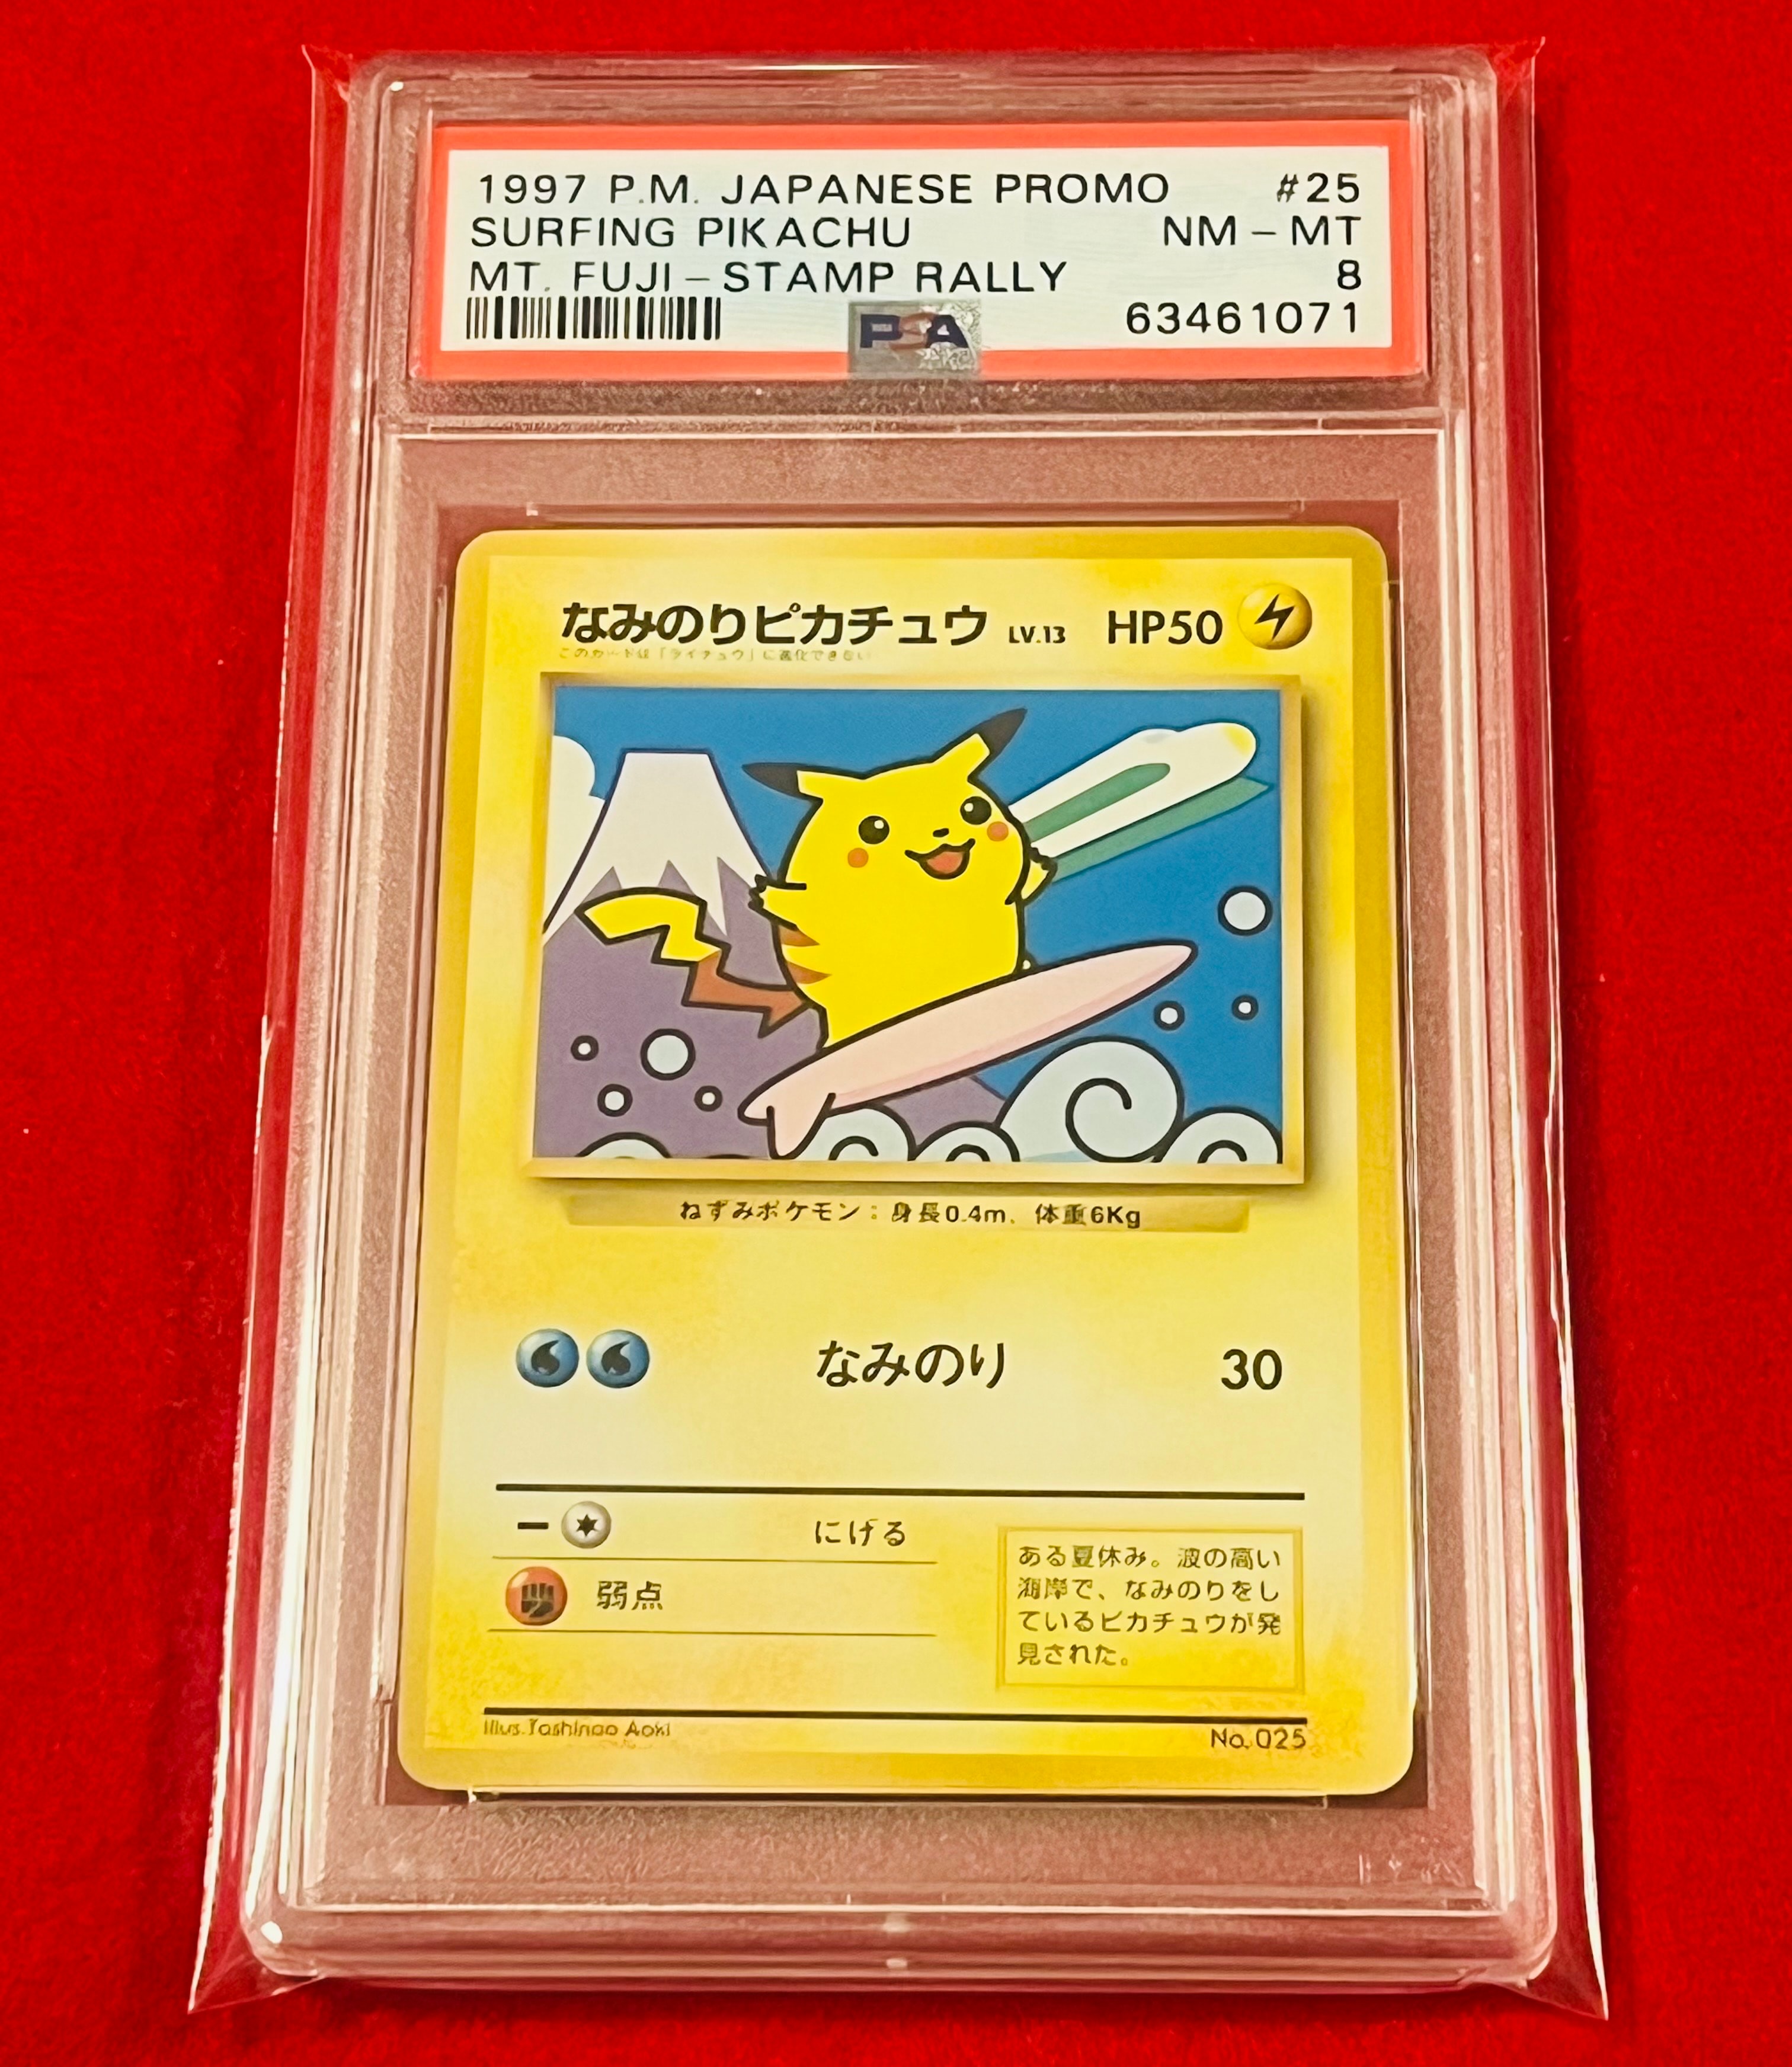 1997 P.M. JAPANESE PROMO #25
SURFING PIKACHU NM - MT
MT. FUJI - STAMP RALLY 8
PSA 63461071
なみのりピカチュウ LV.13 HP50
このカードは「ライチュウ」に進化できない
ねずみポケモン：身長0.4m、体重6Kg
なみのり 30
にげる
弱点
ある夏休み。波の高い
海岸で、なみのりをし
ているピカチュウが発
見された。
Illus.Toshinao Aoki No.025